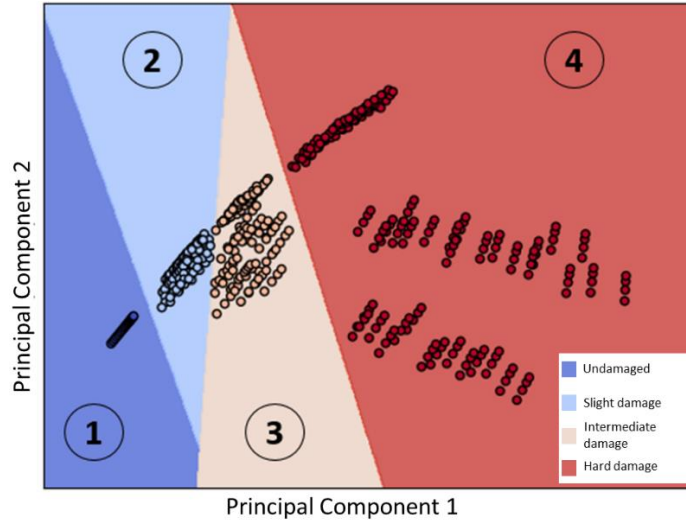 2
4
1
3
Principal Component 2
Principal Component 1
Undamaged
Slight damage
Intermediate
damage
Hard damage